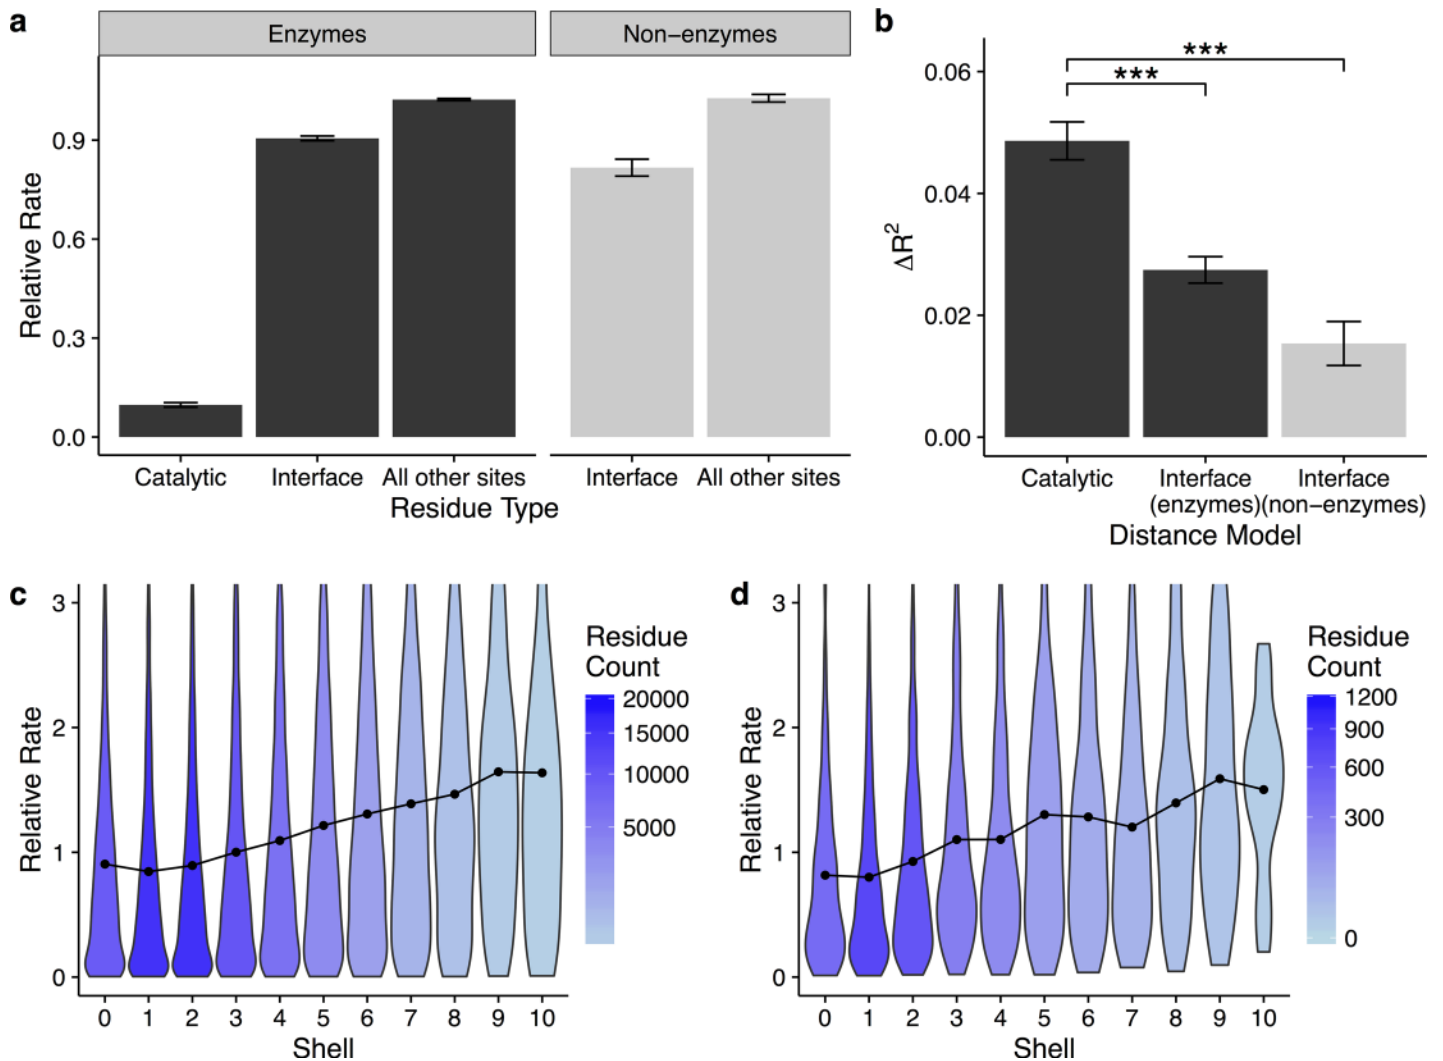 a
Enzymes
Non−enzymes
Relative Rate
0.9
0.6
0.3
0.0
Catalytic
Interface
All other sites
Interface
All other sites
Residue Type
b
*** 
***
0.06
0.04
0.02
0.00
ΔR²
Catalytic
Interface
(enzymes)
Interface
(non−enzymes)
Distance Model
c
Relative Rate
3
2
1
0
0 1 2 3 4 5 6 7 8 9 10
Shell
Residue
Count
20000
15000
10000
5000
d
Relative Rate
3
2
1
0
0 1 2 3 4 5 6 7 8 9 10
Shell
Residue
Count
1200
900
600
300
0